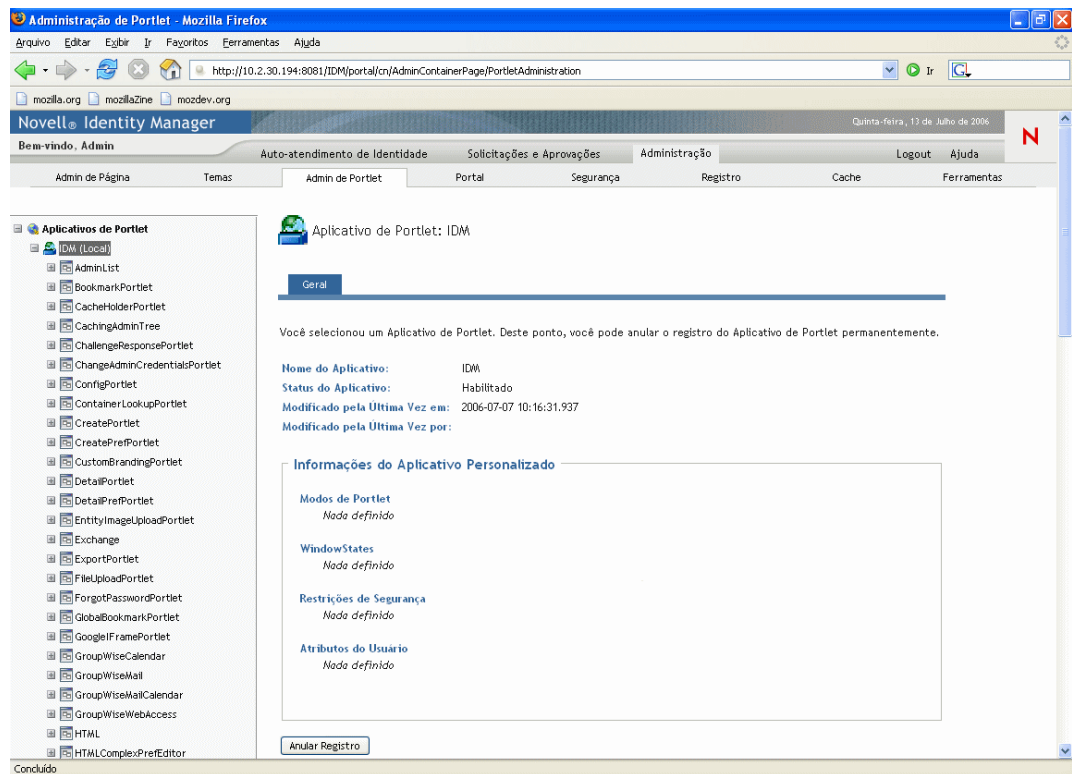 Administração de Portlet - Mozilla Firefox
Arquivo Editar Exibir Ir Favoritos Ferramentas Ajuda
http://10.2.30.194:8081/IDM/portal/cn/AdminContainerPage/PortletAdministration
Ir
G
mozilla.org mozillaZine mozdev.org
Novell® Identity Manager
Quinta-feira, 13 de Julho de 2006
N
Bem-vindo, Admin
Auto-atendimento de Identidade Solicitações e Aprovações Administração Logout Ajuda
Admin de Página Temas Admin de Portlet Portal Segurança Registro Cache Ferramentas
Aplicativos de Portlet
IDM (Local)
AdminList
BookmarkPortlet
CacheHolderPortlet
CachingAdminTree
ChallengeResponsePortlet
ChangeAdminCredentialsPortlet
ConfigPortlet
ContainerLookupPortlet
CreatePortlet
CreatePrefPortlet
CustomBrandingPortlet
DetailPortlet
DetailPrefPortlet
EntityImageUploadPortlet
Exchange
ExportPortlet
FileUploadPortlet
ForgotPasswordPortlet
GlobalBookmarkPortlet
GoogleIFramePortlet
GroupWiseCalendar
GroupWiseMail
GroupWiseMailCalendar
GroupWiseWebAccess
HTML
HTMLComplexPrefEditor
Aplicativo de Portlet: IDM
Geral
Você selecionou um Aplicativo de Portlet. Deste ponto, você pode anular o registro do Aplicativo de Portlet permanentemente.
Nome do Aplicativo: IDM
Status do Aplicativo: Habilitado
Modificado pela Última Vez em: 2006-07-07 10:16:31.937
Modificado pela Última Vez por:
Informações do Aplicativo Personalizado
Modos de Portlet
Nada definido
WindowStates
Nada definido
Restrições de Segurança
Nada definido
Atributos do Usuário
Nada definido
Anular Registro
Concluído